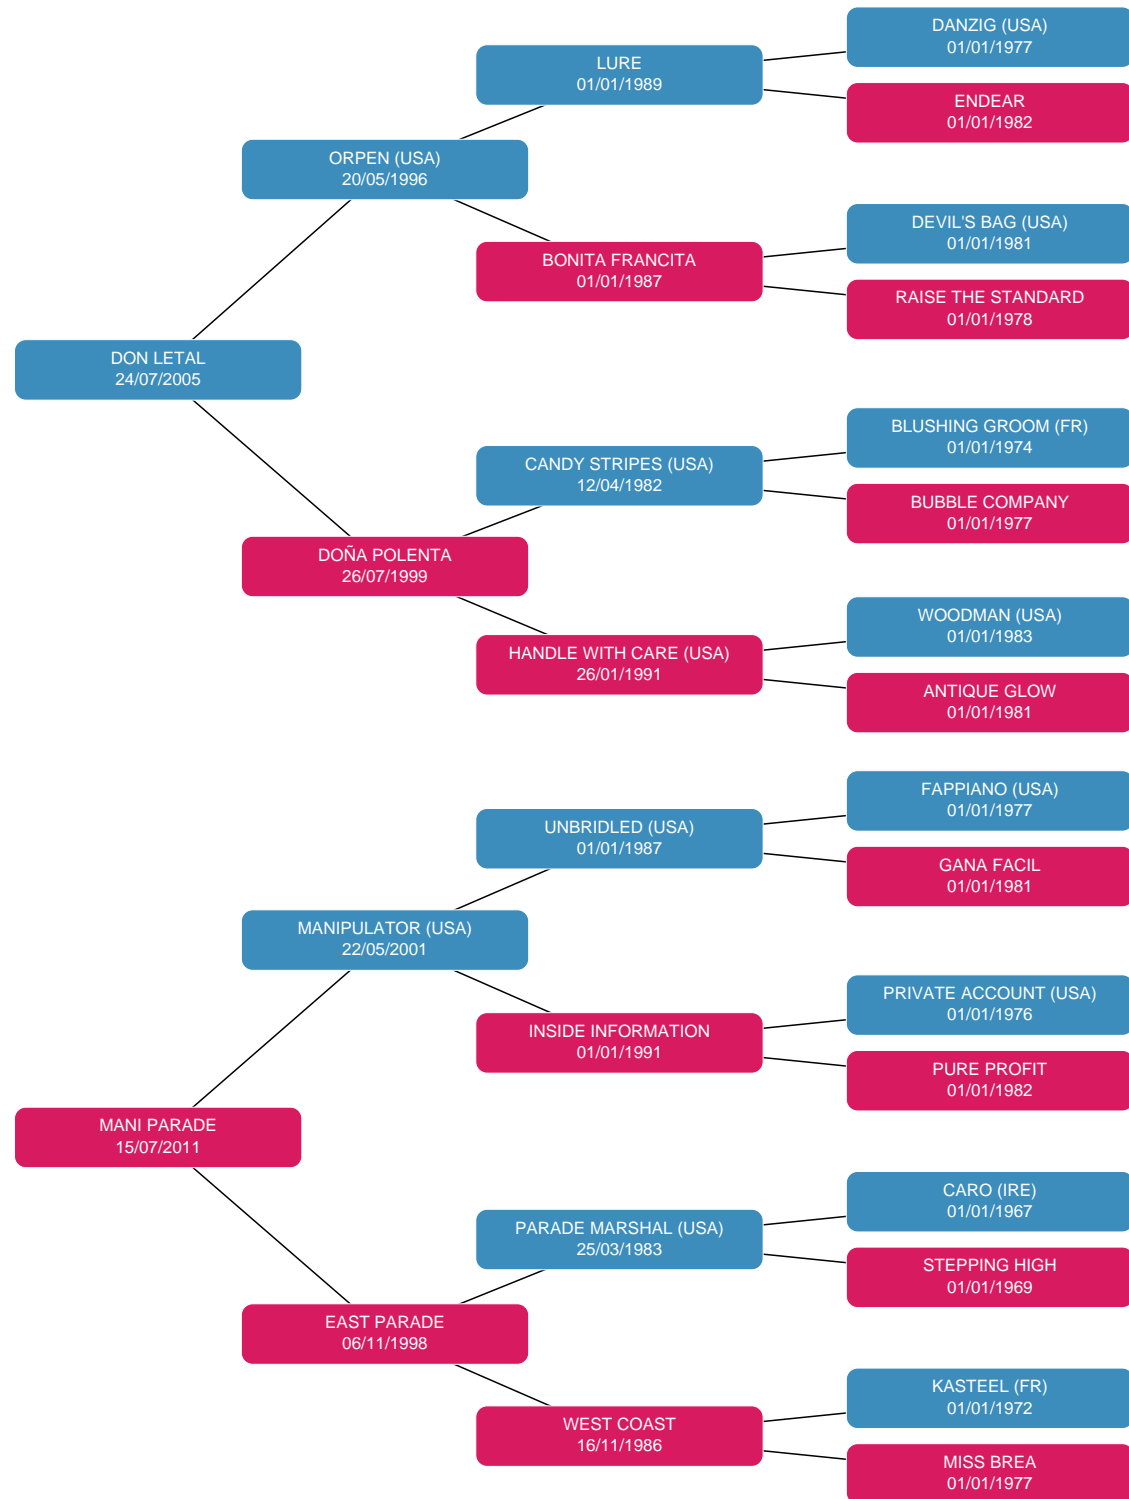 DANZIG (USA)
01/01/1977
LURE
01/01/1989
ENDEAR
01/01/1982
ORPEN (USA)
20/05/1996
DEVIL'S BAG (USA)
01/01/1981
BONITA FRANCITA
01/01/1987
RAISE THE STANDARD
01/01/1978
DON LETAL
24/07/2005
BLUSHING GROOM (FR)
01/01/1974
CANDY STRIPES (USA)
12/04/1982
BUBBLE COMPANY
01/01/1977
DOÑA POLENTA
26/07/1999
WOODMAN (USA)
01/01/1983
HANDLE WITH CARE (USA)
26/01/1991
ANTIQUE GLOW
01/01/1981
FAPPIANO (USA)
01/01/1977
UNBRIDLED (USA)
01/01/1987
GANA FACIL
01/01/1981
MANIPULATOR (USA)
22/05/2001
PRIVATE ACCOUNT (USA)
01/01/1976
INSIDE INFORMATION
01/01/1991
PURE PROFIT
01/01/1982
MANI PARADE
15/07/2011
CARO (IRE)
01/01/1967
PARADE MARSHAL (USA)
25/03/1983
STEPPING HIGH
01/01/1969
EAST PARADE
06/11/1998
KASTEEL (FR)
01/01/1972
WEST COAST
16/11/1986
MISS BREA
01/01/1977